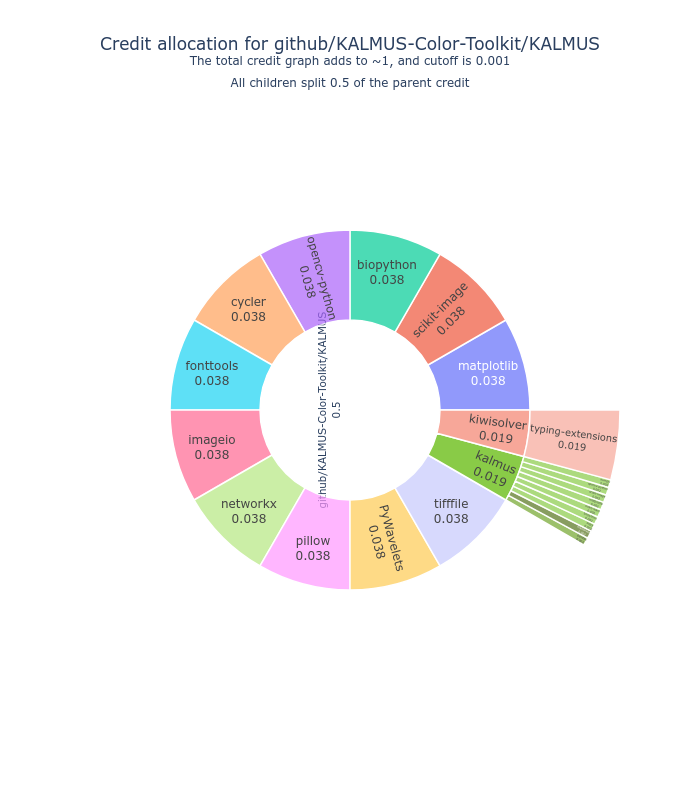 Credit allocation for github/KALMUS-Color-Toolkit/KALMUS
The total credit graph adds to ~1, and cutoff is 0.001
All children split 0.5 of the parent credit
opencv-python
0.038
biopython
0.038
cycler
0.038
scikit-image
0.038
fonttools
0.038
matplotlib
0.038
github/KALMUS-Color-Toolkit/KALMUS
0.5
imageio
0.038
kiwisolver
0.019
typing-extensions
0.019
kalmus
0.019
networkx
0.038
tifffile
0.038
pillow
0.038
PyWavelets
0.038